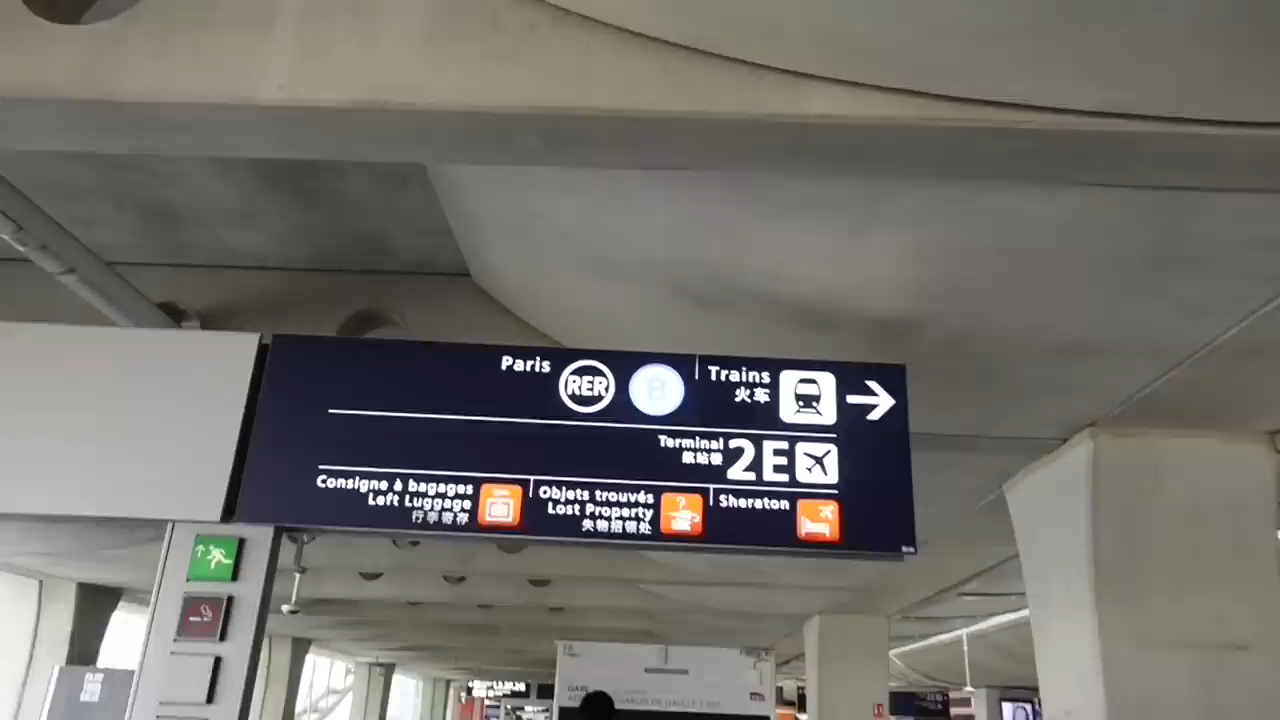 Paris RER B Trains
火车
Terminal 2E
航站楼
Consigne à bagages
Left Luggage
行李寄存
Objets trouvés
Lost Property
失物招领处
Sheraton